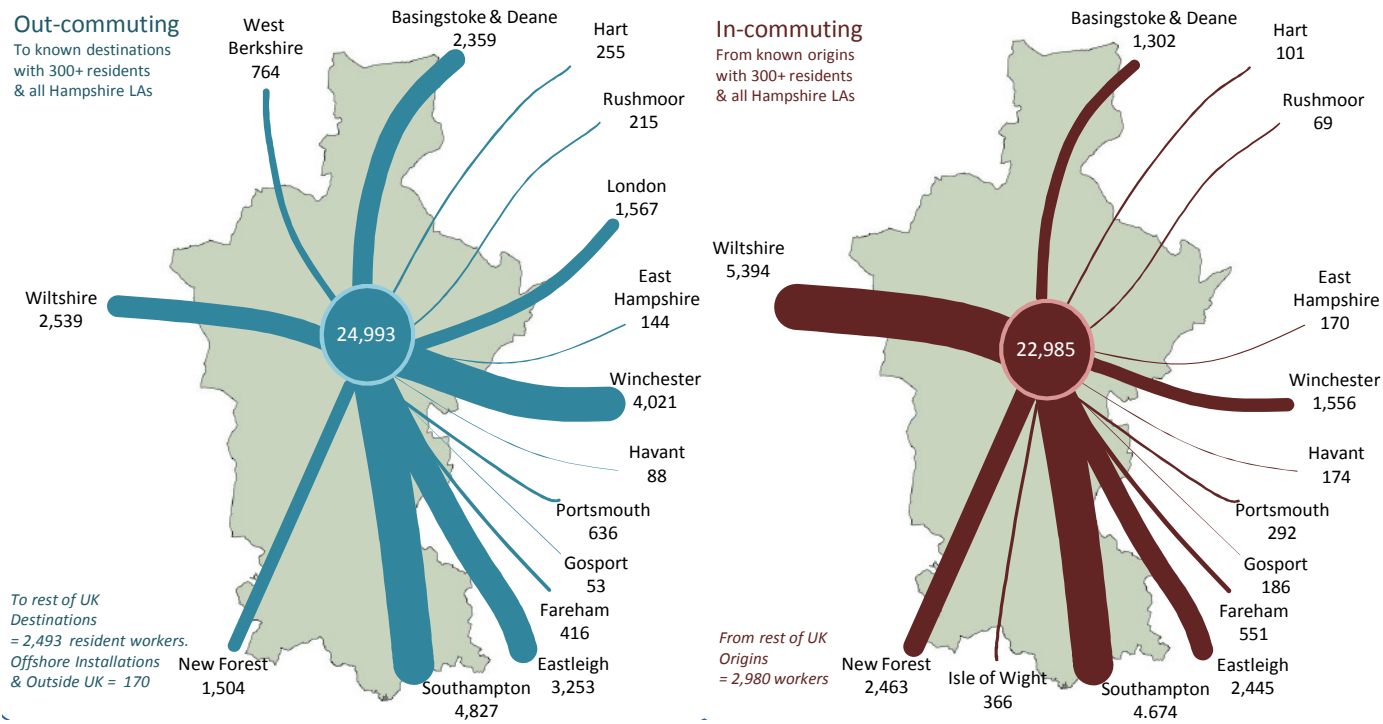 Out-commuting
To known destinations
with 300+ residents
& all Hampshire LAs
West
Berkshire
764
Basingstoke & Deane
2,359
Hart
255
Rushmoor
215
London
1,567
East
Hampshire
144
Wiltshire
2,539
24,993
Winchester
4,021
Havant
88
Portsmouth
636
Gosport
53
Fareham
416
Eastleigh
3,253
Southampton
4,827
New Forest
1,504
To rest of UK
Destinations
= 2,493 resident workers.
Offshore Installations
& Outside UK = 170
In-commuting
From known origins
with 300+ residents
& all Hampshire LAs
Basingstoke & Deane
1,302
Hart
101
Rushmoor
69
Wiltshire
5,394
East
Hampshire
170
22,985
Winchester
1,556
Havant
174
Portsmouth
292
Gosport
186
Fareham
551
Eastleigh
2,445
Southampton
4,674
Isle of Wight
366
New Forest
2,463
From rest of UK
Origins
= 2,980 workers